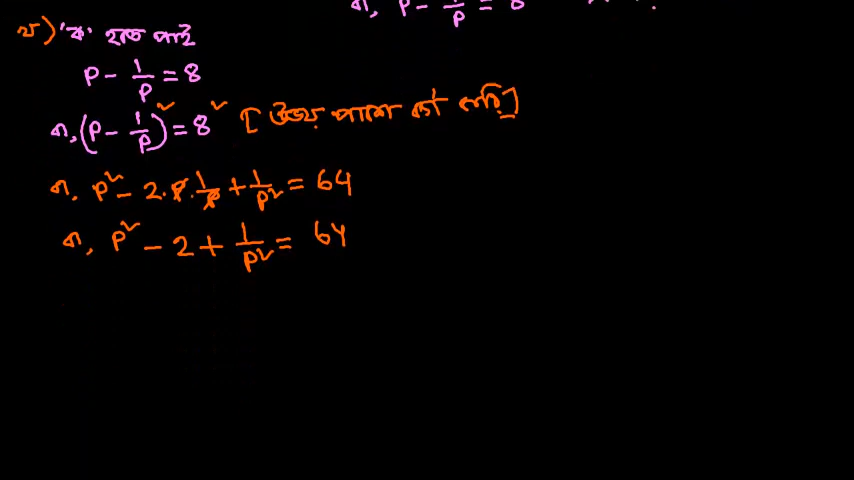 বা, P - 1/P = 8
খ) 'ক' হতে পাই
P - 1/P = 8
বা, (P - 1/P)² = 8² [উভয় পাশে বর্গ করি]
বা, P² - 2.P.1/P + 1/P² = 64
বা, P² - 2 + 1/P² = 64